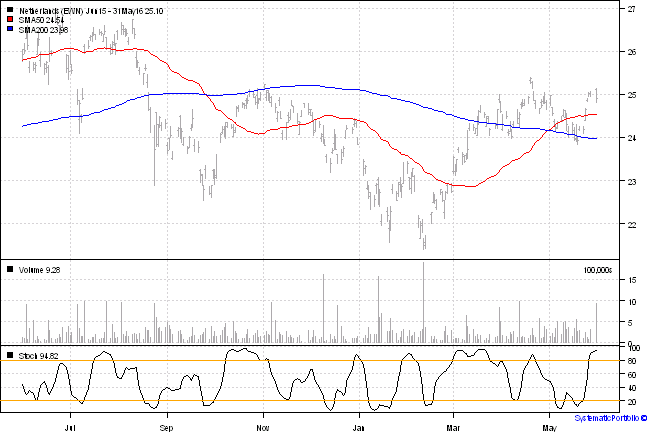 Netherlands (EWN) Jun 15 - 31 May 16 25.10
SMA50 24.54
SMA200 23.98
27
26
25
24
23
22
Volume 9.28
100,000s
15
10
5
0
Stoch 94.82
100
80
60
40
20
Jul
Sep
Nov
Jan
Mar
May
SystematicPortfolio ©